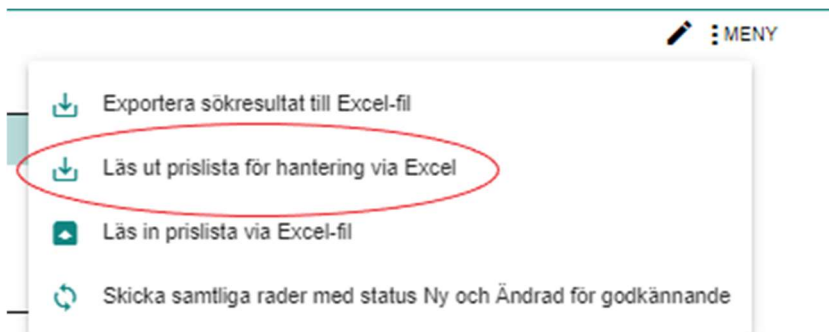 MENY
Exportera sökresultat till Excel-fil
Läs ut prislista för hantering via Excel
Läs in prislista via Excel-fil
Skicka samtliga rader med status Ny och Ändrad för godkännande